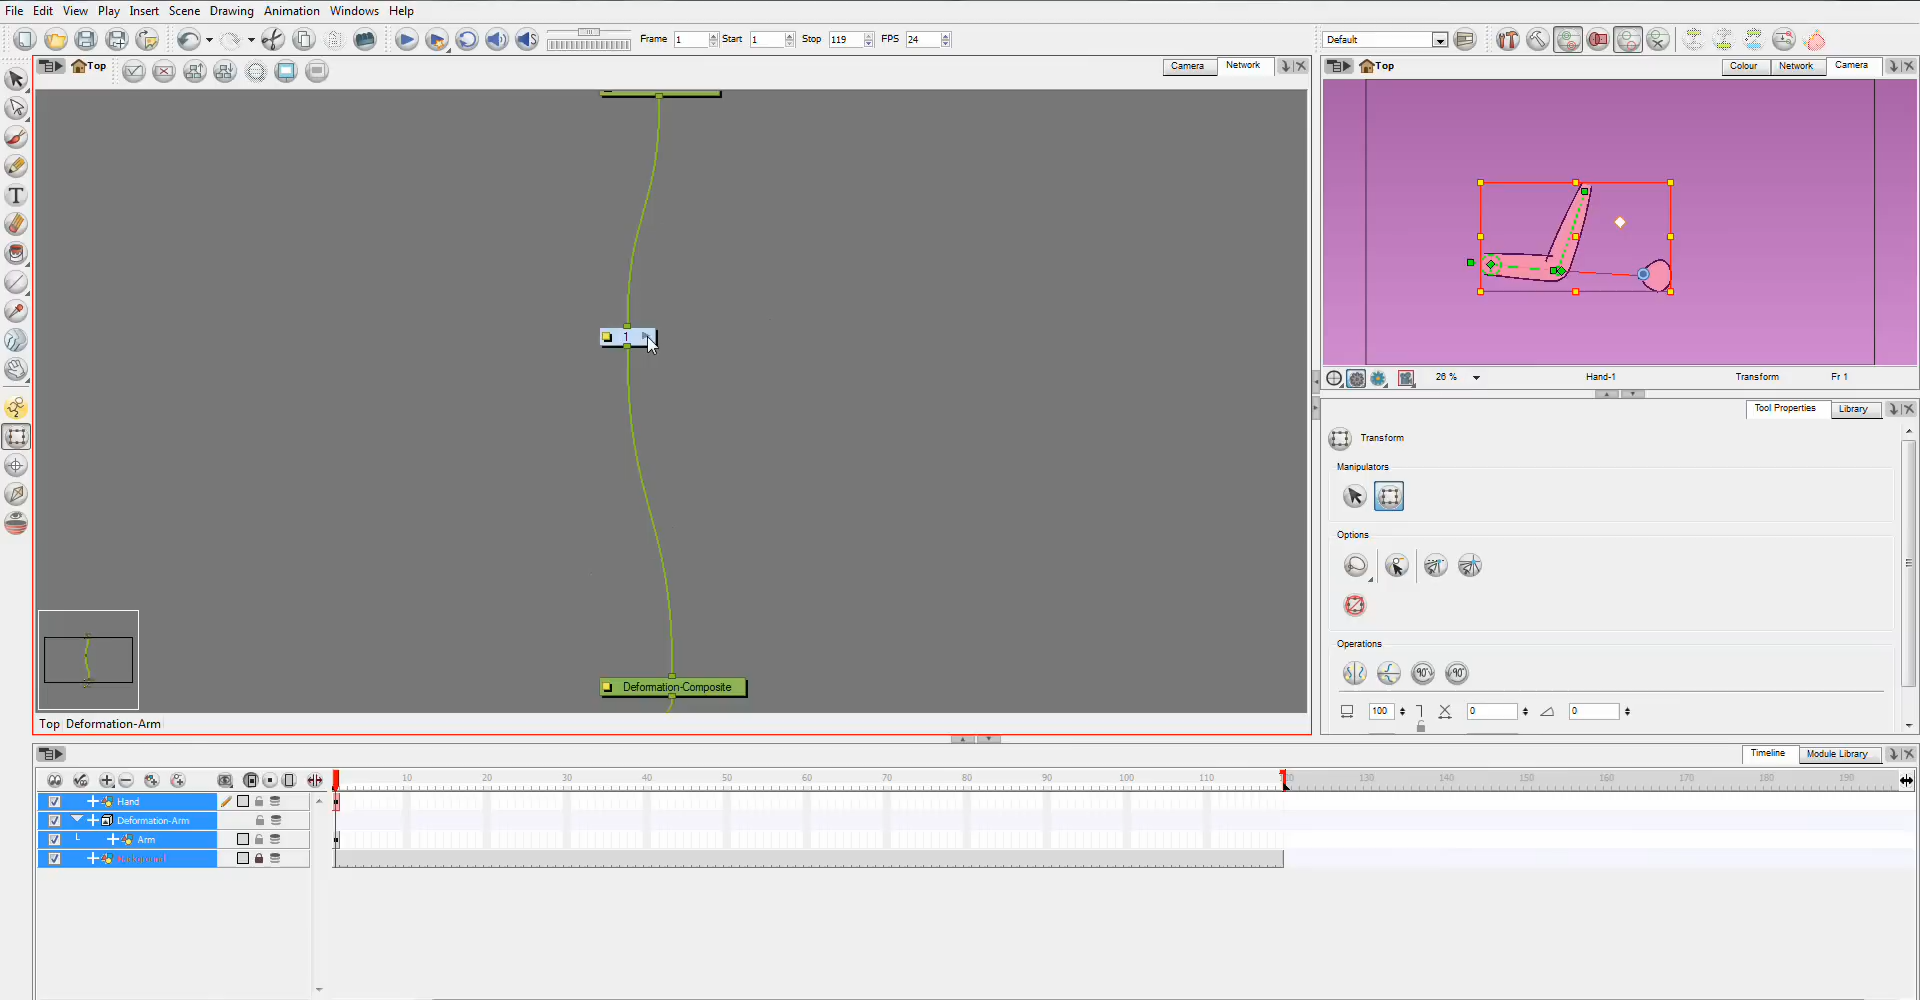 File Edit View Play Insert Scene Drawing Animation Windows Help
Frame 1 Start 1 Stop 119 FPS 24 Default
Top Camera Network
Top Colour Network Camera
1
Deformation-Composite
Top Deformation-Arm
26 % Hand-1 Transform Fr 1
Tool Properties Library
Transform
Manipulators
Options
Operations
90° 90°
100 0 0
Timeline Module Library
10 20 30 40 50 60 70 80 90 100 110 130 140 150 160 170 180 190
Hand
Deformation-Arm
Arm
Background